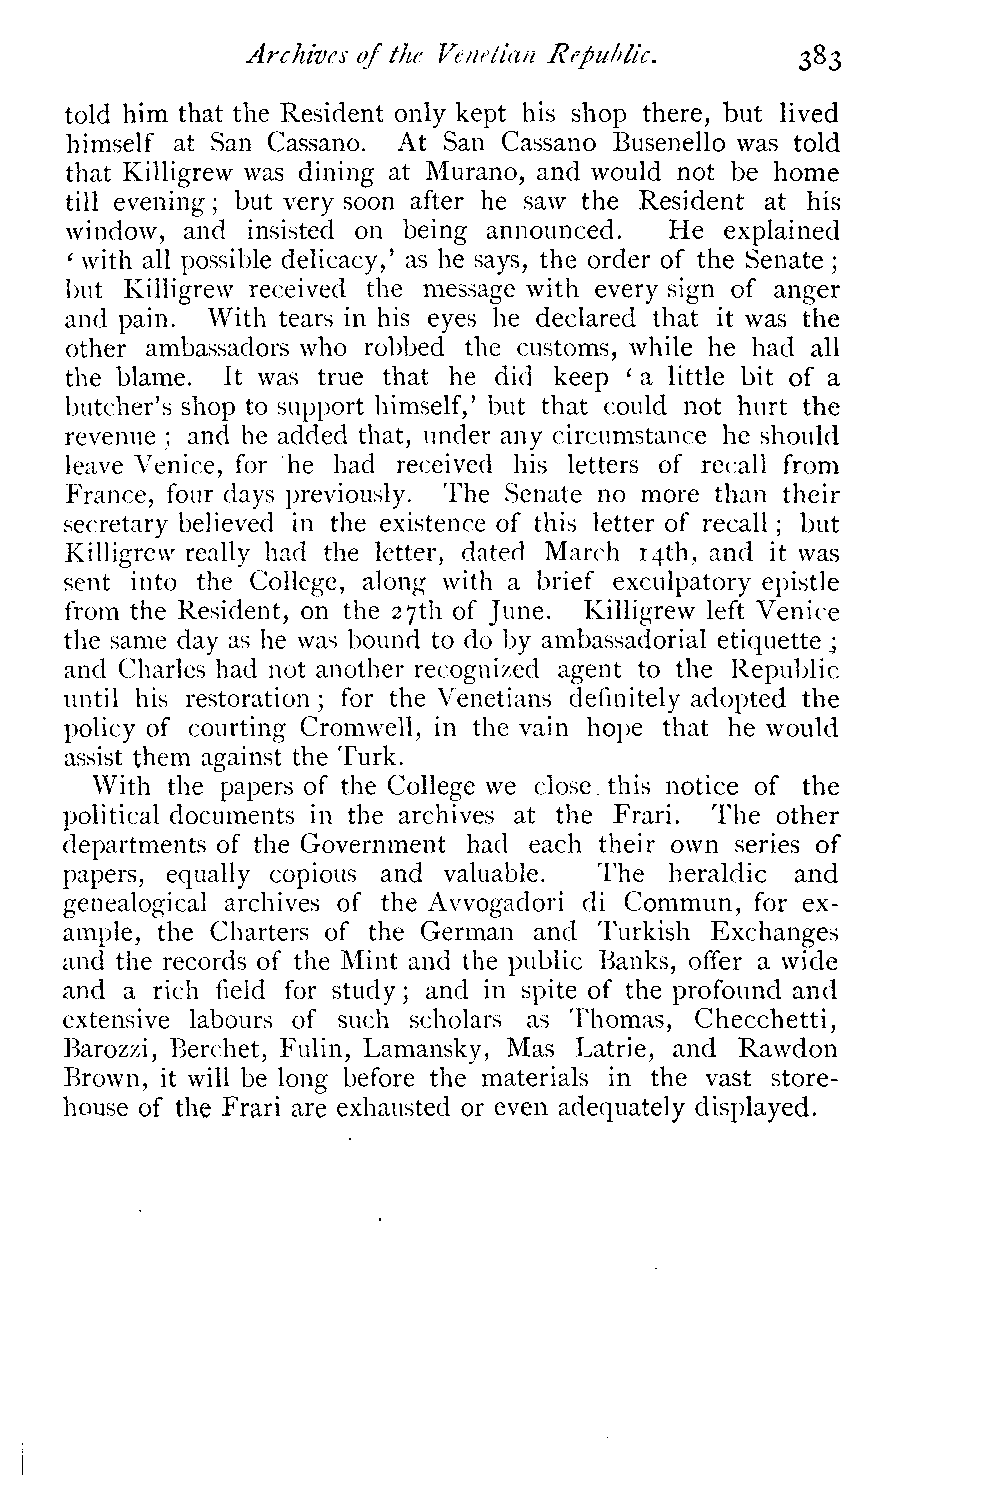 Archives of the Venetian Republic. 383
told him that the Resident only kept his shop there, but lived
himself at San Cassano. At San Cassano Busenello was told
that Killigrew was dining at Murano, and would not be home
till evening; but very soon after he saw the Resident at his
window, and insisted on being announced. He explained
‘with all possible delicacy,’ as he says, the order of the Senate;
but Killigrew received the message with every sign of anger
and pain. With tears in his eyes he declared that it was the
other ambassadors who robbed the customs, while he had all
the blame. It was true that he did keep ‘a little bit of a
butcher's shop to support himself,’ but that could not hurt the
revenue; and he added that, under any circumstance he should
leave Venice, for he had received his letters of recall from
France, four days previously. The Senate no more than their
secretary believed in the existence of this letter of recall; but
Killigrew really had the letter, dated March 14th, and it was
sent into the College, along with a brief exculpatory epistle
from the Resident, on the 27th of June. Killigrew left Venice
the same day as he was bound to do by ambassadorial etiquette;
and Charles had not another recognized agent to the Republic
until his restoration; for the Venetians definitely adopted the
policy of courting Cromwell, in the vain hope that he would
assist them against the Turk.
With the papers of the College we close this notice of the
political documents in the archives at the Frari. The other
departments of the Government had each their own series of
papers, equally copious and valuable. The heraldic and
genealogical archives of the Avvogadori di Commun, for ex-
ample, the Charters of the German and Turkish Exchanges
and the records of the Mint and the public Banks, offer a wide
and a rich field for study; and in spite of the profound and
extensive labours of such scholars as Thomas, Checchetti,
Barozzi, Berchet, Fulin, Lamansky, Mas Latrie, and Rawdon
Brown, it will be long before the materials in the vast store-
house of the Frari are exhausted or even adequately displayed.